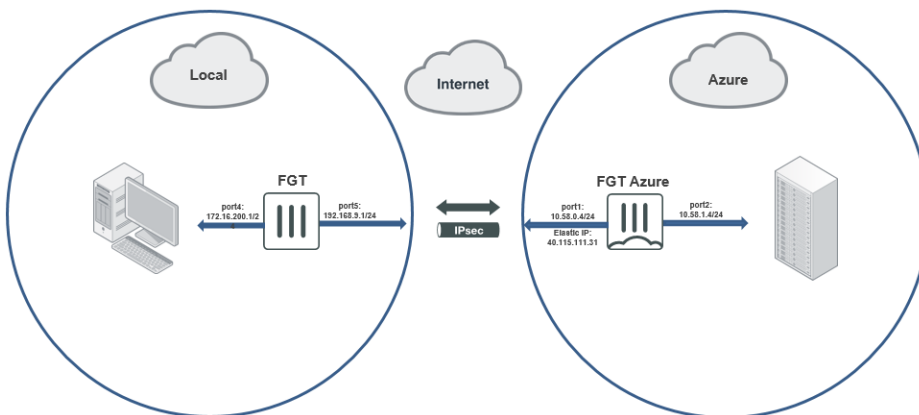 Local
Internet
Azure
FGT
FGT Azure
port4:
172.16.200.1/2
4
port5:
192.168.9.1/24
IPsec
port1:
10.58.0.4/24
Elastic IP:
40.115.111.31
port2:
10.58.1.4/24